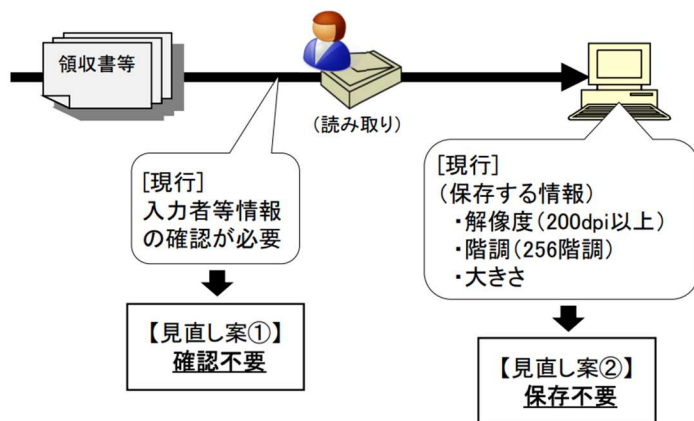 領収書等
(読み取り)
[現行]
入力者等情報
の確認が必要
【見直し案①】
確認不要
[現行]
(保存する情報)
・解像度(200dpi以上)
・階調(256階調)
・大きさ
【見直し案②】
保存不要